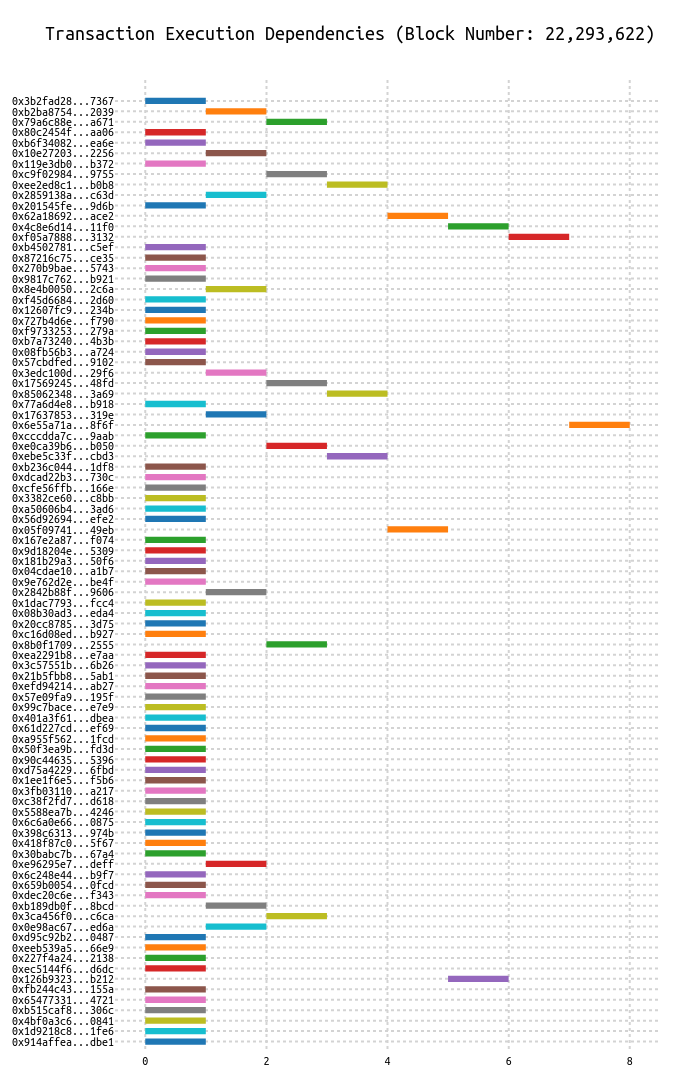 Transaction Execution Dependencies (Block Number: 22,293,622)
0x3b2fad28...7367
0xb2ba8754...2039
0x79a6c88e...a671
0x80c2454f...aa06
0xb6f34082...ea6e
0x10e27203...2256
0x119e3db0...b372
0xc9f02984...9755
0xee2ed8c1...b0b8
0x2859138a...c63d
0x201545fe...9d6b
0x62a18692...ace2
0x4c8e6d14...11f0
0xf05a7888...3132
0xb4502781...c5ef
0x87216c75...ce35
0x270b9bae...5743
0x9817c762...b921
0x8e4b0050...2c6a
0xf45d6684...2d60
0x12607fc9...234b
0x727b4d6e...f790
0xf9733253...279a
0xb7a73240...4b3b
0x08fb56b3...a724
0x57cbdfed...9102
0x3edc100d...29f6
0x17569245...48fd
0x85062348...3a69
0x77a6d4e8...b918
0x17637853...319e
0x6e55a71a...8f6f
0xcccdda7c...9aab
0xe0ca39b6...b050
0xebe5c33f...cbd3
0xb236c044...1df8
0xdcad22b3...730c
0xcfe56ffb...166e
0x3382ce60...c8bb
0xa50606b4...3ad6
0x56d92694...efe2
0x05f09741...49eb
0x167e2a87...f074
0x9d18204e...5309
0x181b29a3...50f6
0x04cdae10...a1b7
0x9e762d2e...be4f
0x2842b88f...9606
0x1dac7793...fcc4
0x08b30ad3...eda4
0x20cc8785...3d75
0xc16d08ed...b927
0x8b0f1709...2555
0xea2291b8...e7aa
0x3c57551b...6b26
0x21b5fbb8...5ab1
0xefd94214...ab27
0x57e09fa9...195f
0x99c7bace...e7e9
0x401a3f61...dbea
0x61d227cd...ef69
0xa955f562...1fcd
0x50f3ea9b...fd3d
0x90c44635...5396
0xd75a4229...6fbd
0x1ee1f6e5...f5b6
0x3fb03110...a217
0xc38f2fd7...d618
0x5588ea7b...4246
0x6c6a0e66...0875
0x398c6313...974b
0x418f87c0...5f67
0x30babc7b...67a4
0xe96295e7...deff
0x6c248e44...b9f7
0x659b0054...0fcd
0xdec20c6e...f343
0xb189db0f...8bcd
0x3ca456f0...c6ca
0x0e98ac67...ed6a
0xd95c92b2...0487
0xeeb539a5...66e9
0x227f4a24...2138
0xec5144f6...d6dc
0x126b9323...b212
0xfb244c43...155a
0x65477331...4721
0xb515caf8...306c
0x4bf0a3c6...0841
0x1d9218c8...1fe6
0x914affea...dbe1
0 2 4 6 8